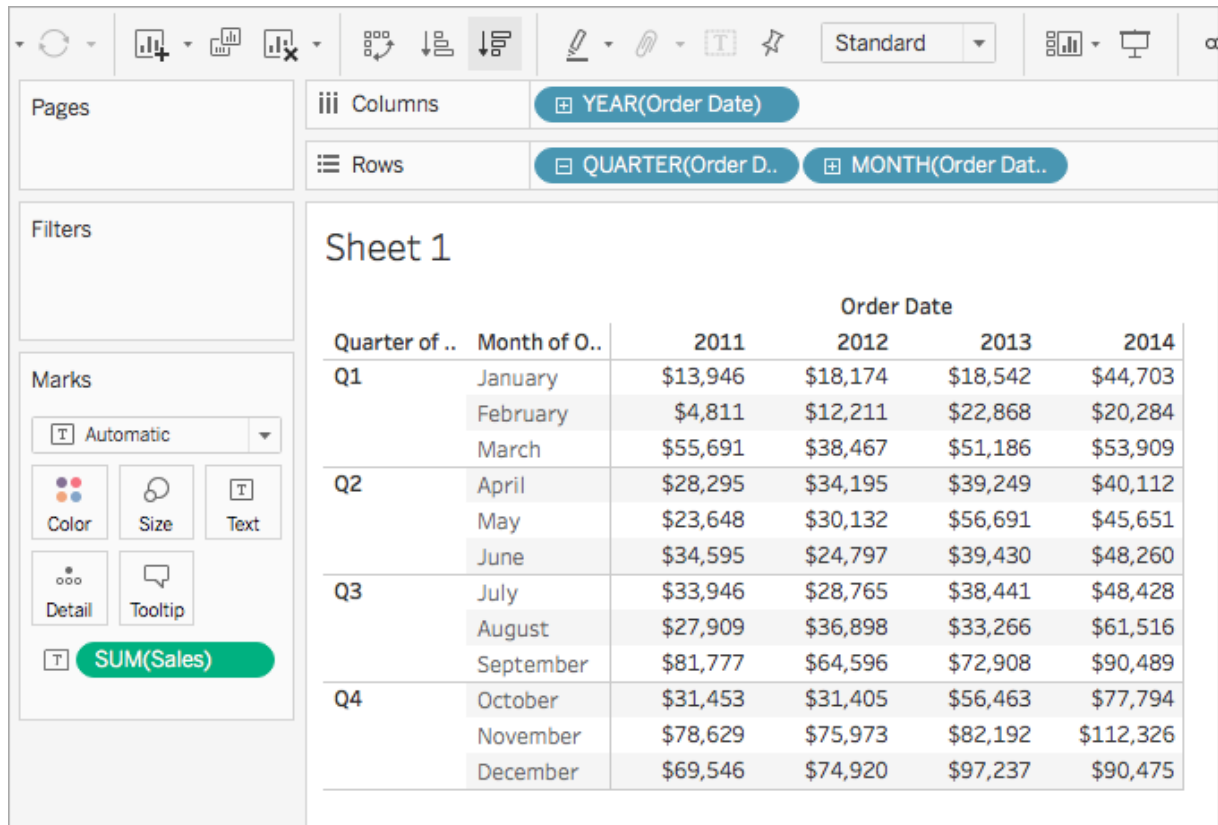 Standard
Pages
Columns YEAR(Order Date)
Rows QUARTER(Order D.. MONTH(Order Dat..
Filters
Sheet 1
Order Date
Quarter of .. Month of O.. 2011 2012 2013 2014
Q1 January $13,946 $18,174 $18,542 $44,703
February $4,811 $12,211 $22,868 $20,284
March $55,691 $38,467 $51,186 $53,909
Q2 April $28,295 $34,195 $39,249 $40,112
May $23,648 $30,132 $56,691 $45,651
June $34,595 $24,797 $39,430 $48,260
Q3 July $33,946 $28,765 $38,441 $48,428
August $27,909 $36,898 $33,266 $61,516
September $81,777 $64,596 $72,908 $90,489
Q4 October $31,453 $31,405 $56,463 $77,794
November $78,629 $75,973 $82,192 $112,326
December $69,546 $74,920 $97,237 $90,475
Marks
T Automatic
Color Size Text
Detail Tooltip
T SUM(Sales)